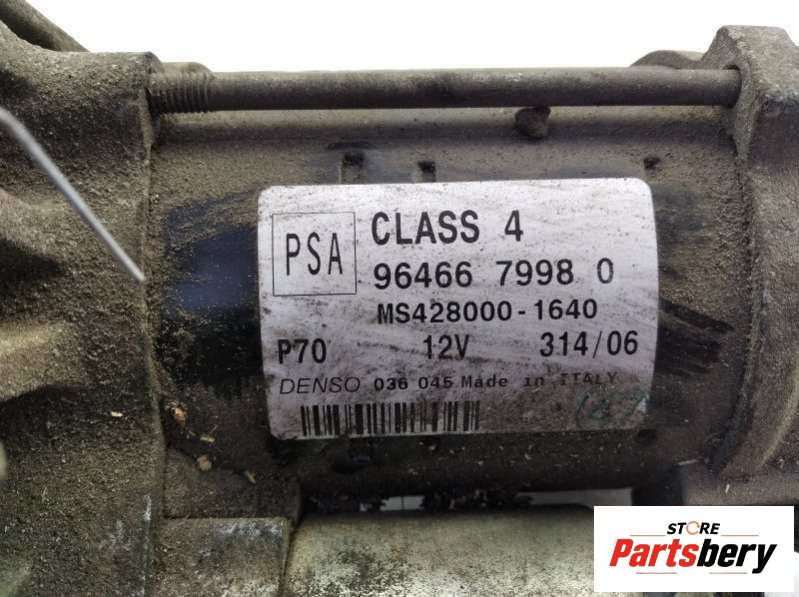 PSA
CLASS 4
96466 7998 0
MS428000-1640
P70 12V 314/06
DENSO 036 045 Made in ITALY
STORE
Partsbery